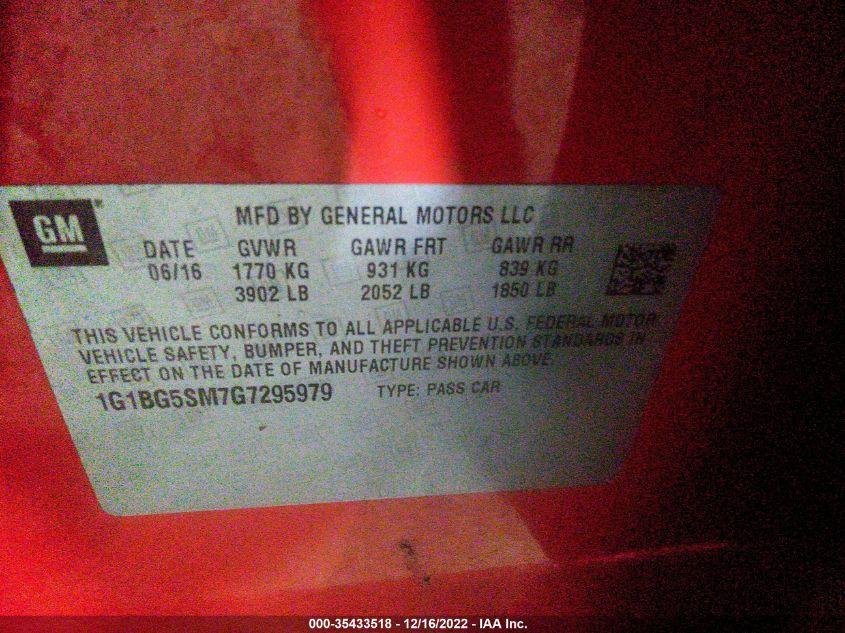 GM
MFD BY GENERAL MOTORS LLC
DATE GVWR GAWR FRT GAWR RR
06/16 1770 KG 931 KG 839 KG
3902 LB 2052 LB 1850 LB
THIS VEHICLE CONFORMS TO ALL APPLICABLE U.S. FEDERAL MOTOR
VEHICLE SAFETY, BUMPER, AND THEFT PREVENTION STANDARDS IN
EFFECT ON THE DATE OF MANUFACTURE SHOWN ABOVE.
1G1BG5SM7G7295979 TYPE: PASS CAR
000-35433518 - 12/16/2022 - IAA Inc.